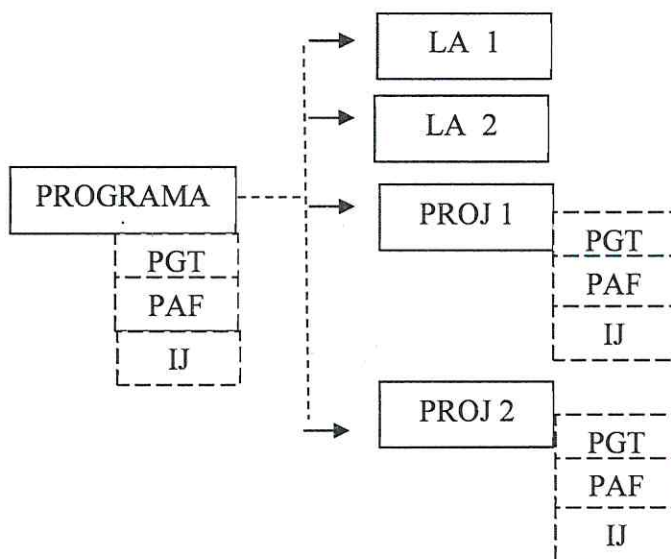 LA 1
LA 2
PROGRAMA
PGT
PAF
IJ
PROJ 1
PGT
PAF
IJ
PROJ 2
PGT
PAF
IJ